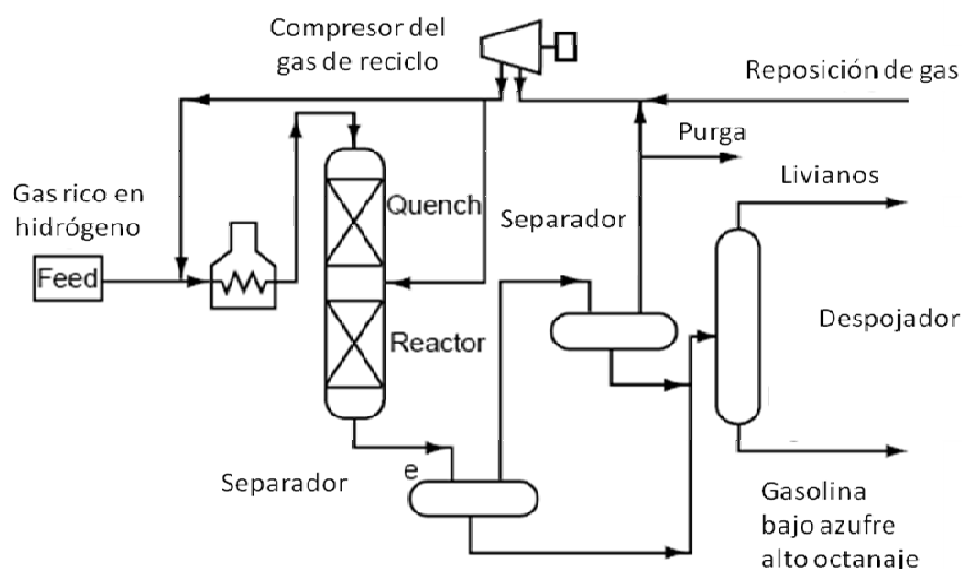 Compresor del
gas de reciclo
Reposición de gas
Purga
Livianos
Gas rico en
hidrógeno
Quench
Separador
Feed
Despojador
Reactor
e
Separador
Gasolina
bajo azufre
alto octanaje